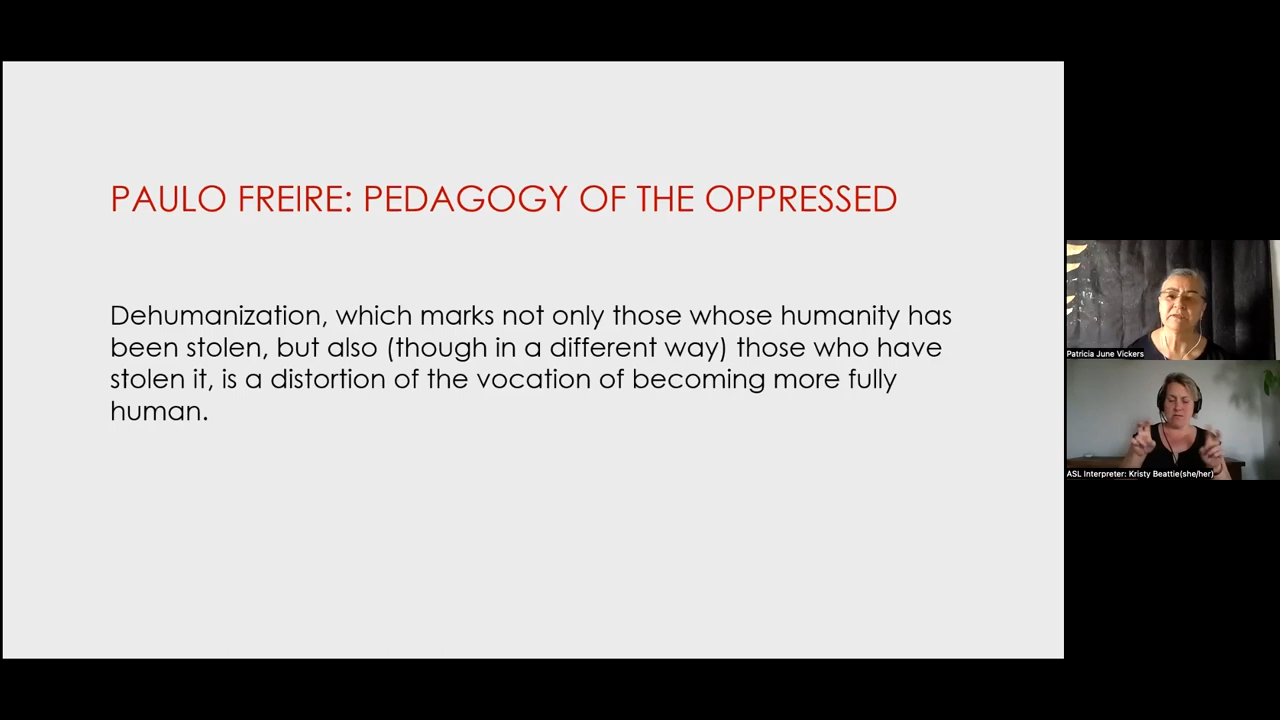 PAULO FREIRE: PEDAGOGY OF THE OPPRESSED
Dehumanization, which marks not only those whose humanity has
been stolen, but also (though in a different way) those who have
stolen it, is a distortion of the vocation of becoming more fully
human.
Patricia June Vickers
ASL Interpreter: Kristy Beattie(she/her)